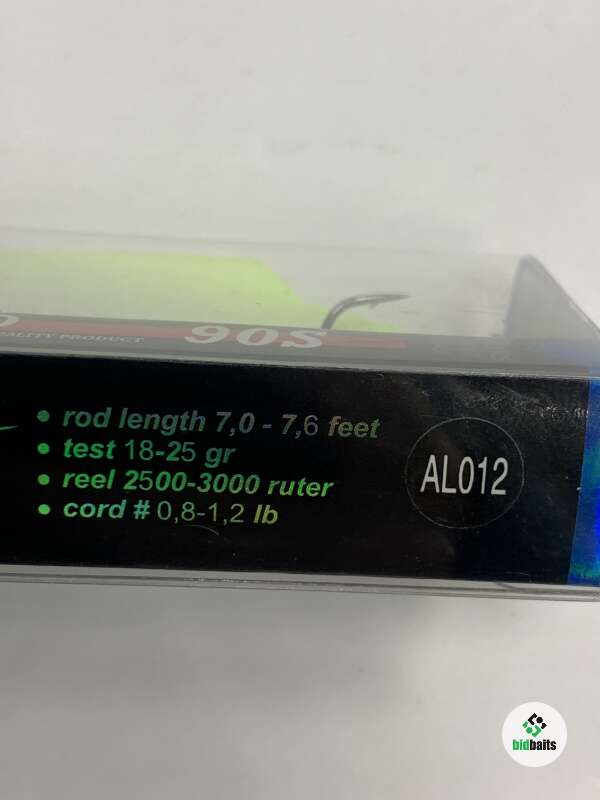 90S
PRODUCT
• rod length 7,0 - 7,6 feet
• test 18-25 gr
• reel 2500-3000 ruter
• cord # 0,8-1,2 lb
AL012
bidbaits